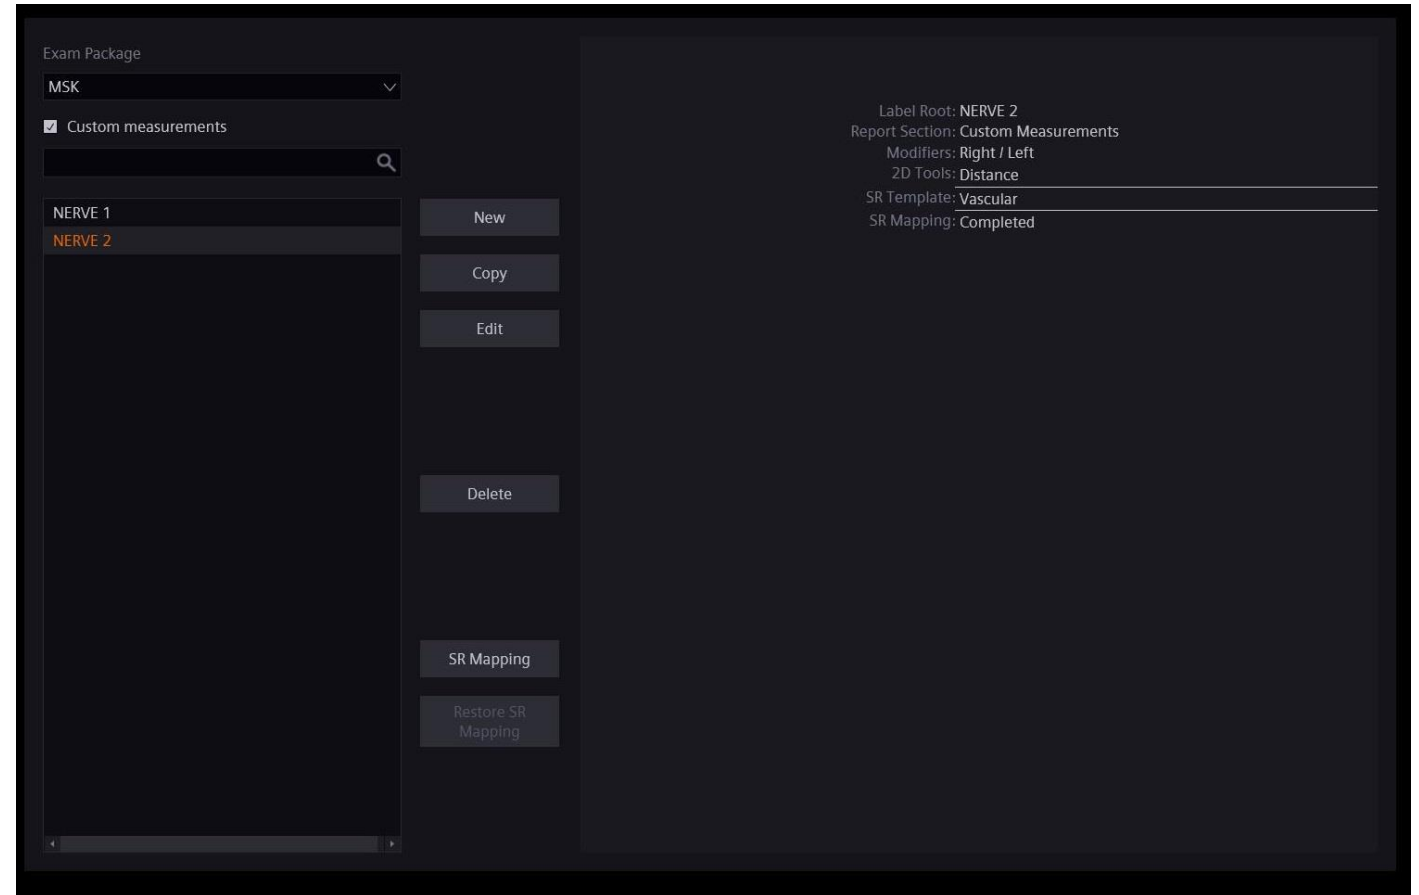 Exam Package
MSK
Custom measurements
NERVE 1
NERVE 2
New
Copy
Edit
Delete
SR Mapping
Restore SR
Mapping
Label Root: NERVE 2
Report Section: Custom Measurements
Modifiers: Right / Left
2D Tools: Distance
SR Template: Vascular
SR Mapping: Completed